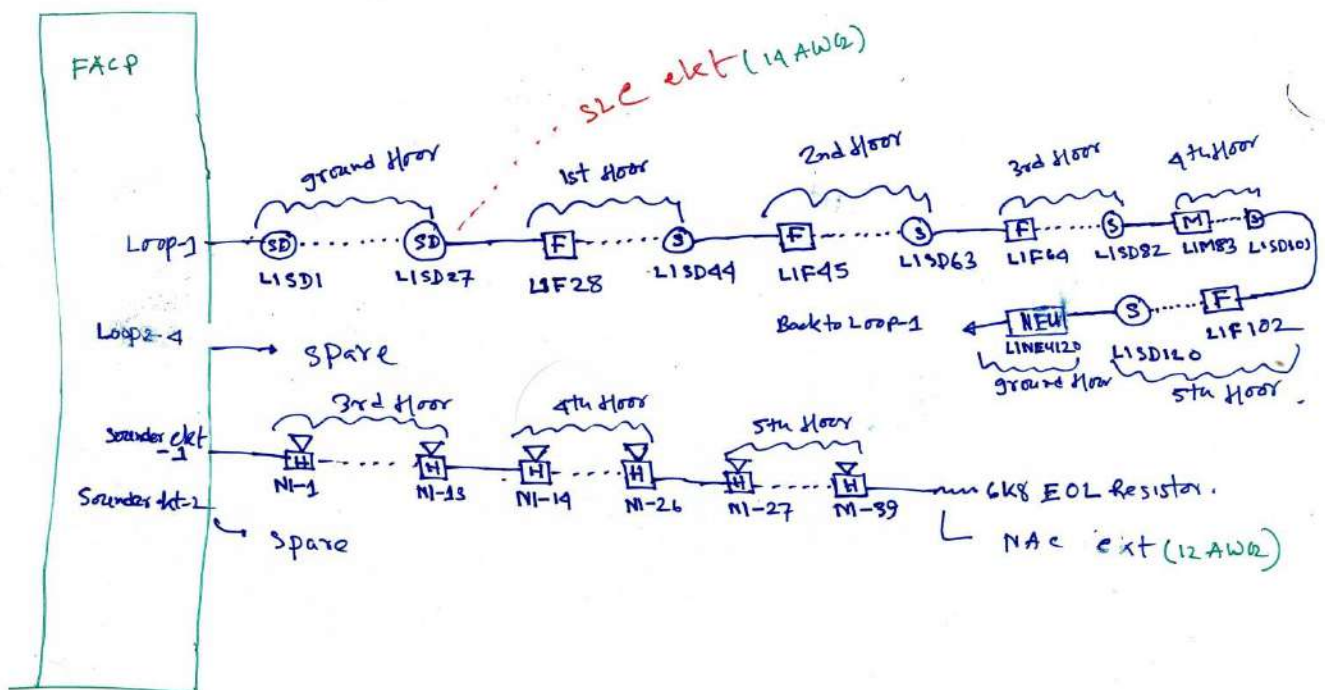 FACP
SLC ckt (14 AWG)
ground floor
1st floor
2nd floor
3rd floor
4th floor
Loop-1
SD
SD
F
S
F
S
F
S
M
S
L1SD1
L1SD27
L1F28
L1SD44
L1F45
L1SD63
L1F64
L1SD82
L1M83
L1SD101
Back to Loop-1
NEU
S
F
L1NEU120
L1SD120
L1F102
ground floor
5th floor
Loop2-4
Spare
3rd floor
4th floor
5th floor
Sounder ckt
-1
H
H
H
H
H
H
N1-1
N1-13
N1-14
N1-26
N1-27
N1-39
6K8 EOL Resistor.
NAC ckt (12 AWG)
Sounder ckt-2
Spare